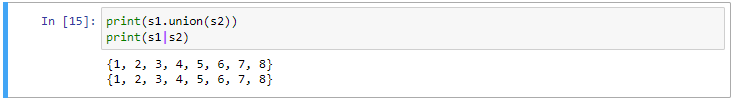 In [15]: print(s1.union(s2))
print(s1|s2)
{1, 2, 3, 4, 5, 6, 7, 8}
{1, 2, 3, 4, 5, 6, 7, 8}